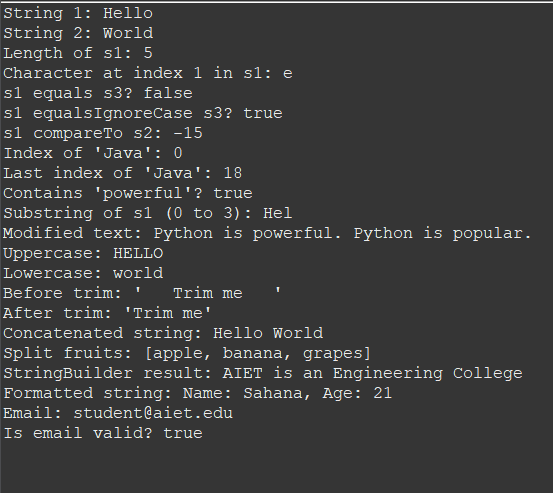 String 1: Hello
String 2: World
Length of s1: 5
Character at index 1 in s1: e
s1 equals s3? false
s1 equalsIgnoreCase s3? true
s1 compareTo s2: -15
Index of 'Java': 0
Last index of 'Java': 18
Contains 'powerful'? true
Substring of s1 (0 to 3): Hel
Modified text: Python is powerful. Python is popular.
Uppercase: HELLO
Lowercase: world
Before trim: '   Trim me   '
After trim: 'Trim me'
Concatenated string: Hello World
Split fruits: [apple, banana, grapes]
StringBuilder result: AIET is an Engineering College
Formatted string: Name: Sahana, Age: 21
Email: student@aiet.edu
Is email valid? true